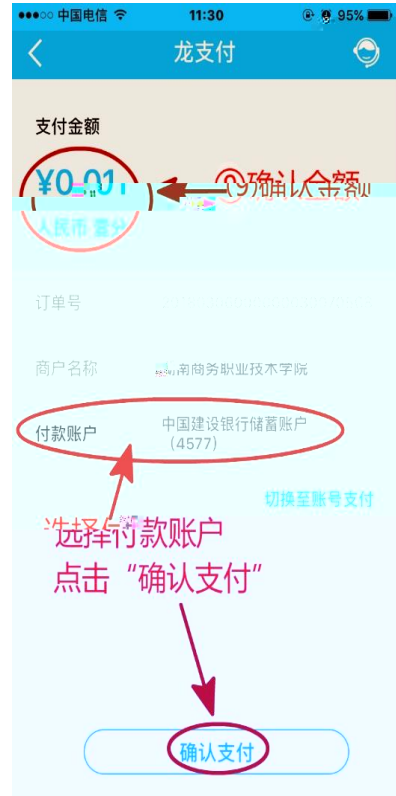 中国电信 11:30 95%
龙支付
支付金额
¥0.01
⑨确认金额
人民币 壹分
订单号
商户名称 湖南商务职业技术学院
付款账户 中国建设银行储蓄账户
（4577）
切换至账号支付
选择付款账户
点击“确认支付”
确认支付